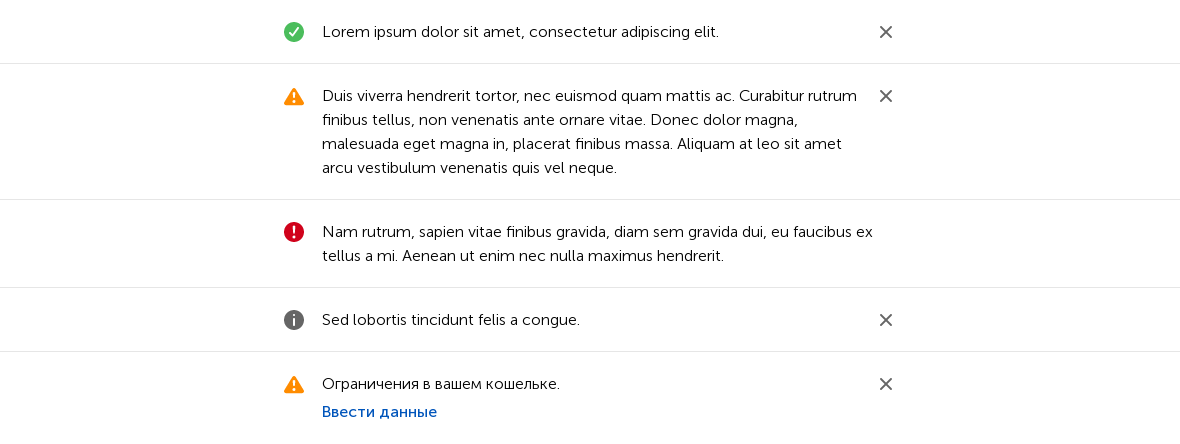 Lorem ipsum dolor sit amet, consectetur adipiscing elit.
Duis viverra hendrerit tortor, nec euismod quam mattis ac. Curabitur rutrum
finibus tellus, non venenatis ante ornare vitae. Donec dolor magna,
malesuada eget magna in, placerat finibus massa. Aliquam at leo sit amet
arcu vestibulum venenatis quis vel neque.
Nam rutrum, sapien vitae finibus gravida, diam sem gravida dui, eu faucibus ex
tellus a mi. Aenean ut enim nec nulla maximus hendrerit.
Sed lobortis tincidunt felis a congue.
Ограничения в вашем кошельке.
Ввести данные